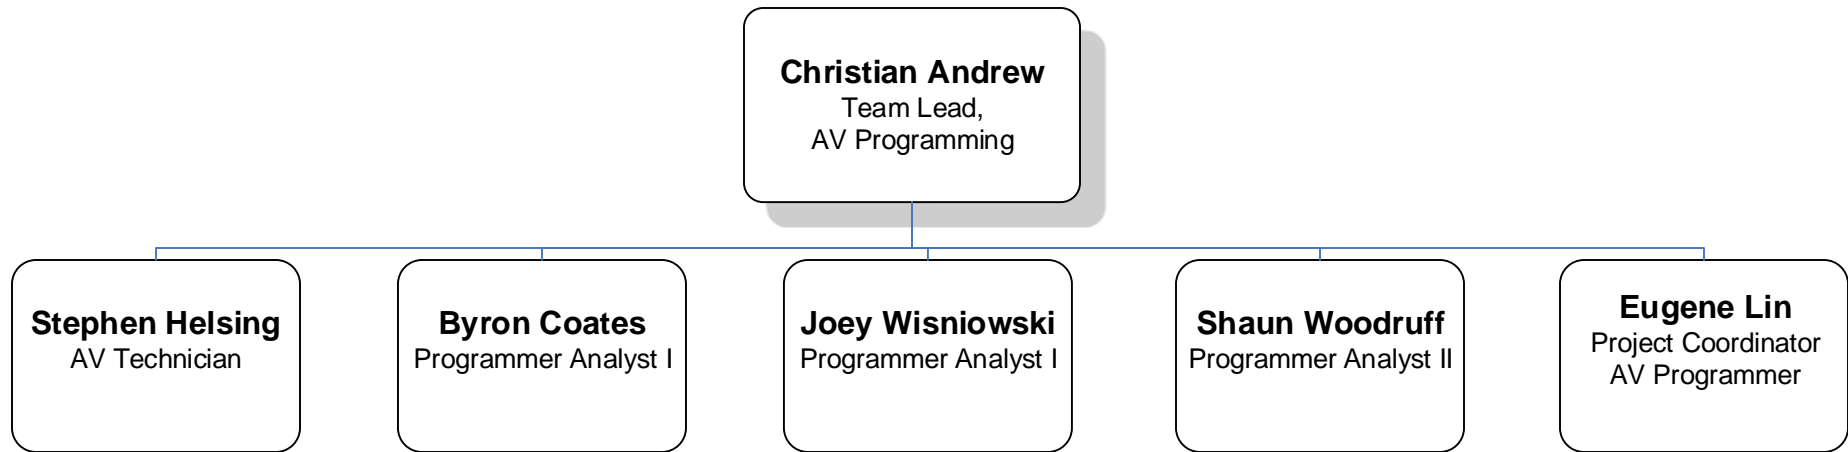 Christian Andrew
Team Lead,
AV Programming
Stephen Helsing
AV Technician
Byron Coates
Programmer Analyst I
Joey Wisniowski
Programmer Analyst I
Shaun Woodruff
Programmer Analyst II
Eugene Lin
Project Coordinator
AV Programmer